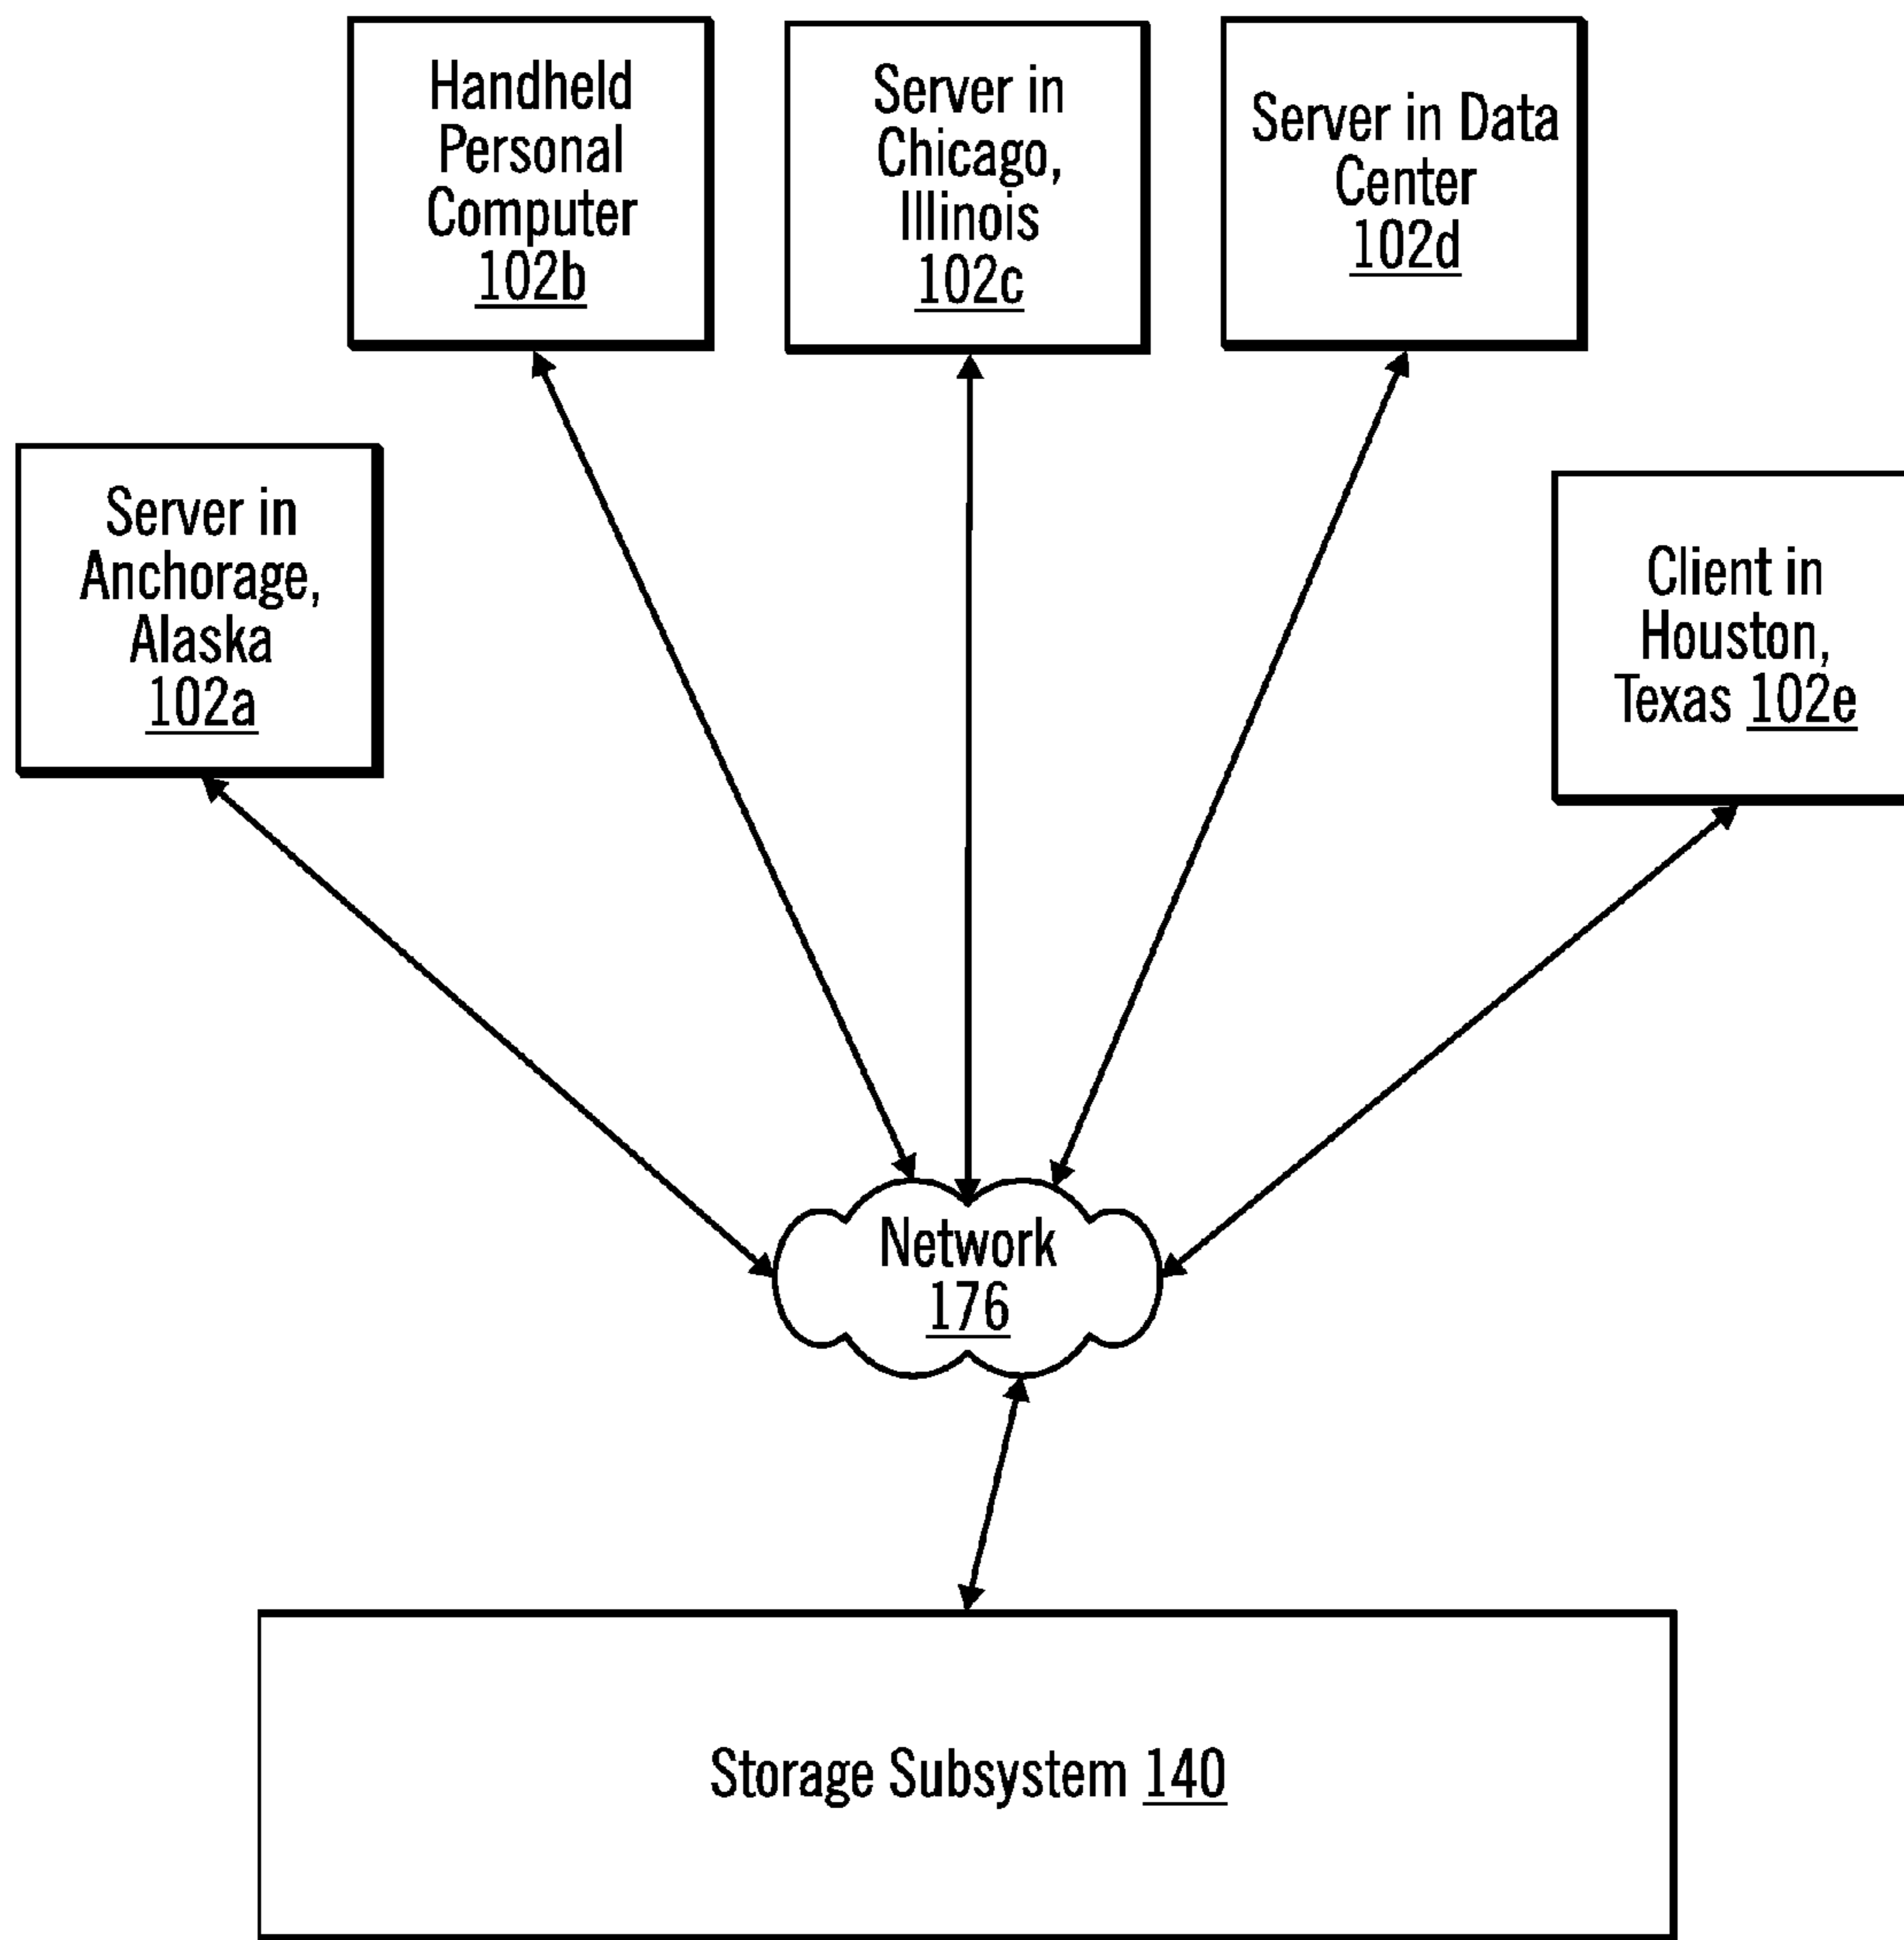 Handheld
Personal
Computer
102b
Server in
Chicago,
Illinois
102c
Server in Data
Center
102d
Server in
Anchorage,
Alaska
102a
Client in
Houston,
Texas 102e
Network
176
Storage Subsystem 140